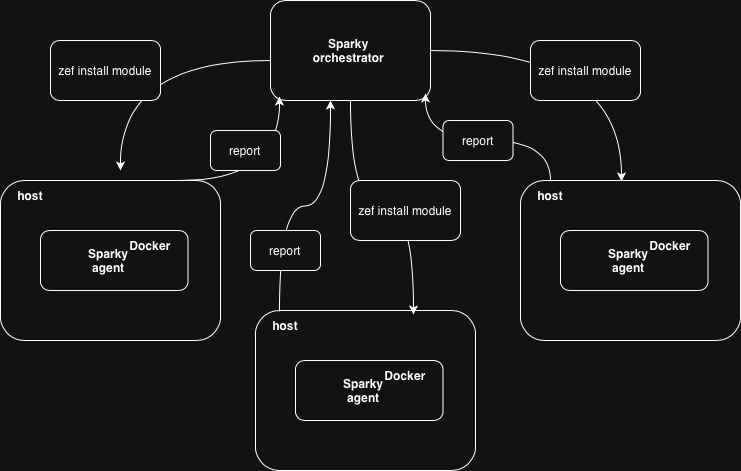 Sparky
orchestrator
zef install module
zef install module
report
report
host
Docker
Sparky
agent
zef install module
host
Docker
Sparky
agent
report
host
Docker
Sparky
agent